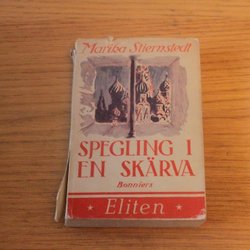 Marika Stiernstedt
SPEGLING I
EN SKÄRVA
Bonniers
★ Eliten ★